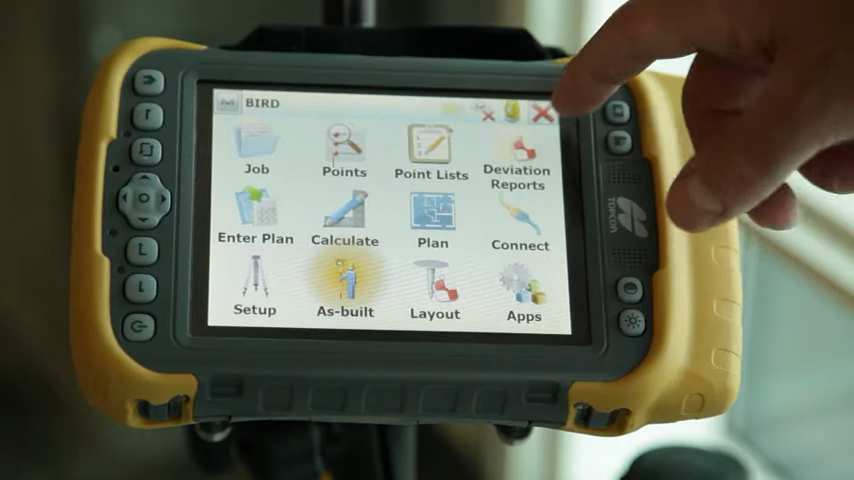 BIRD
Job
Points
Point Lists
Deviation
Reports
Enter Plan
Calculate
Plan
Connect
Setup
As-built
Layout
Apps
TOPCON